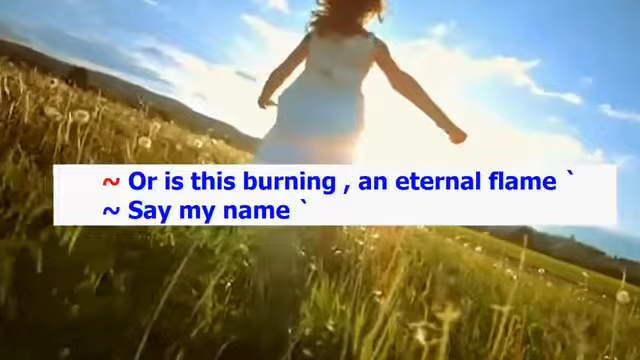 ~ Or is this burning , an eternal flame `
~ Say my name `